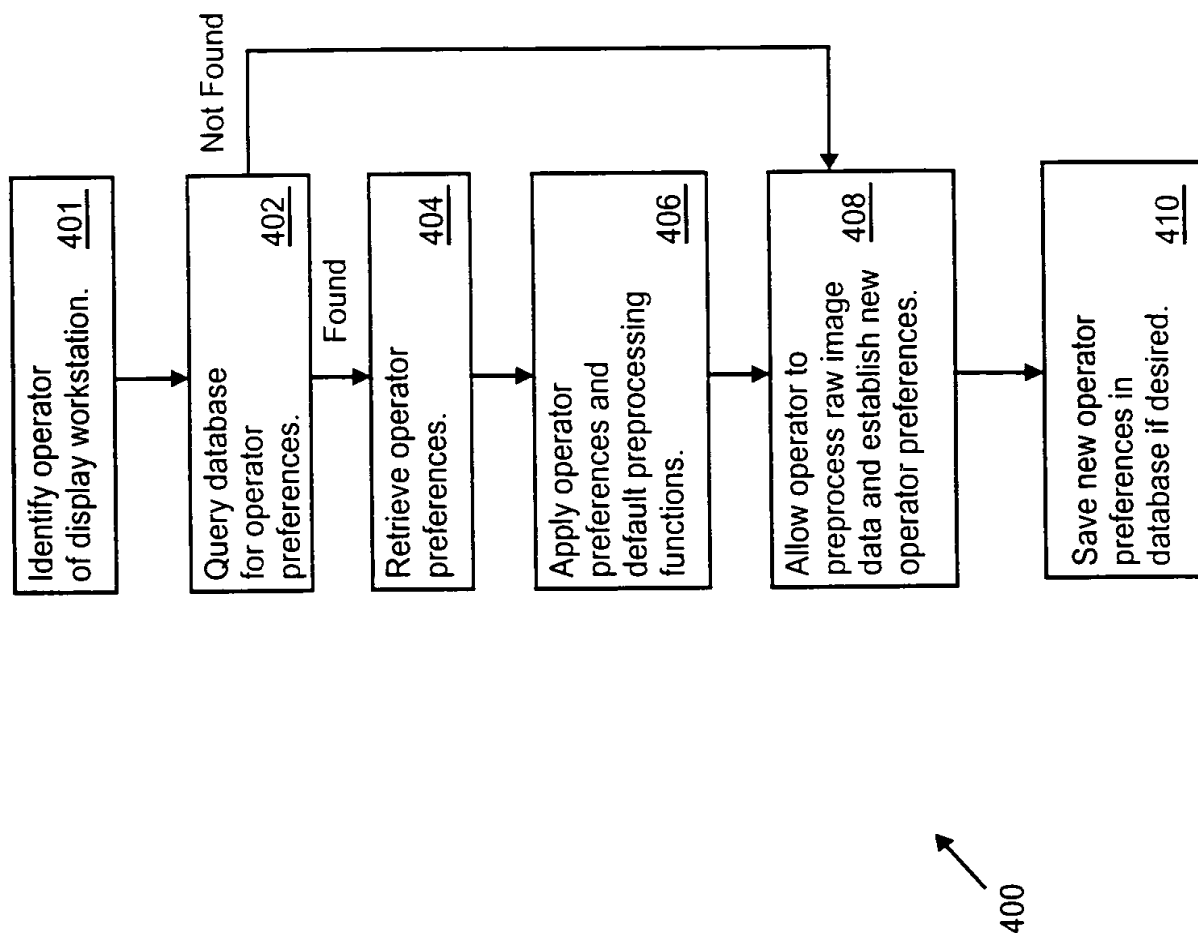 Identify operator
of display workstation.
401
Query database
for operator
preferences.
402
Found
Not Found
Retrieve operator
preferences.
404
Apply operator
preferences and
default preprocessing
functions.
406
Allow operator to
preprocess raw image
data and establish new
operator preferences.
408
Save new operator
preferences in
database if desired.
410
400